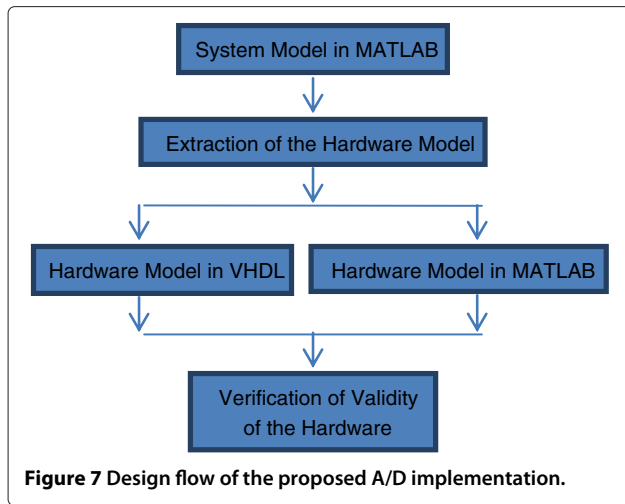 System Model in MATLAB
Extraction of the Hardware Model
Hardware Model in VHDL
Hardware Model in MATLAB
Verification of Validity
of the Hardware
Figure 7 Design flow of the proposed A/D implementation.